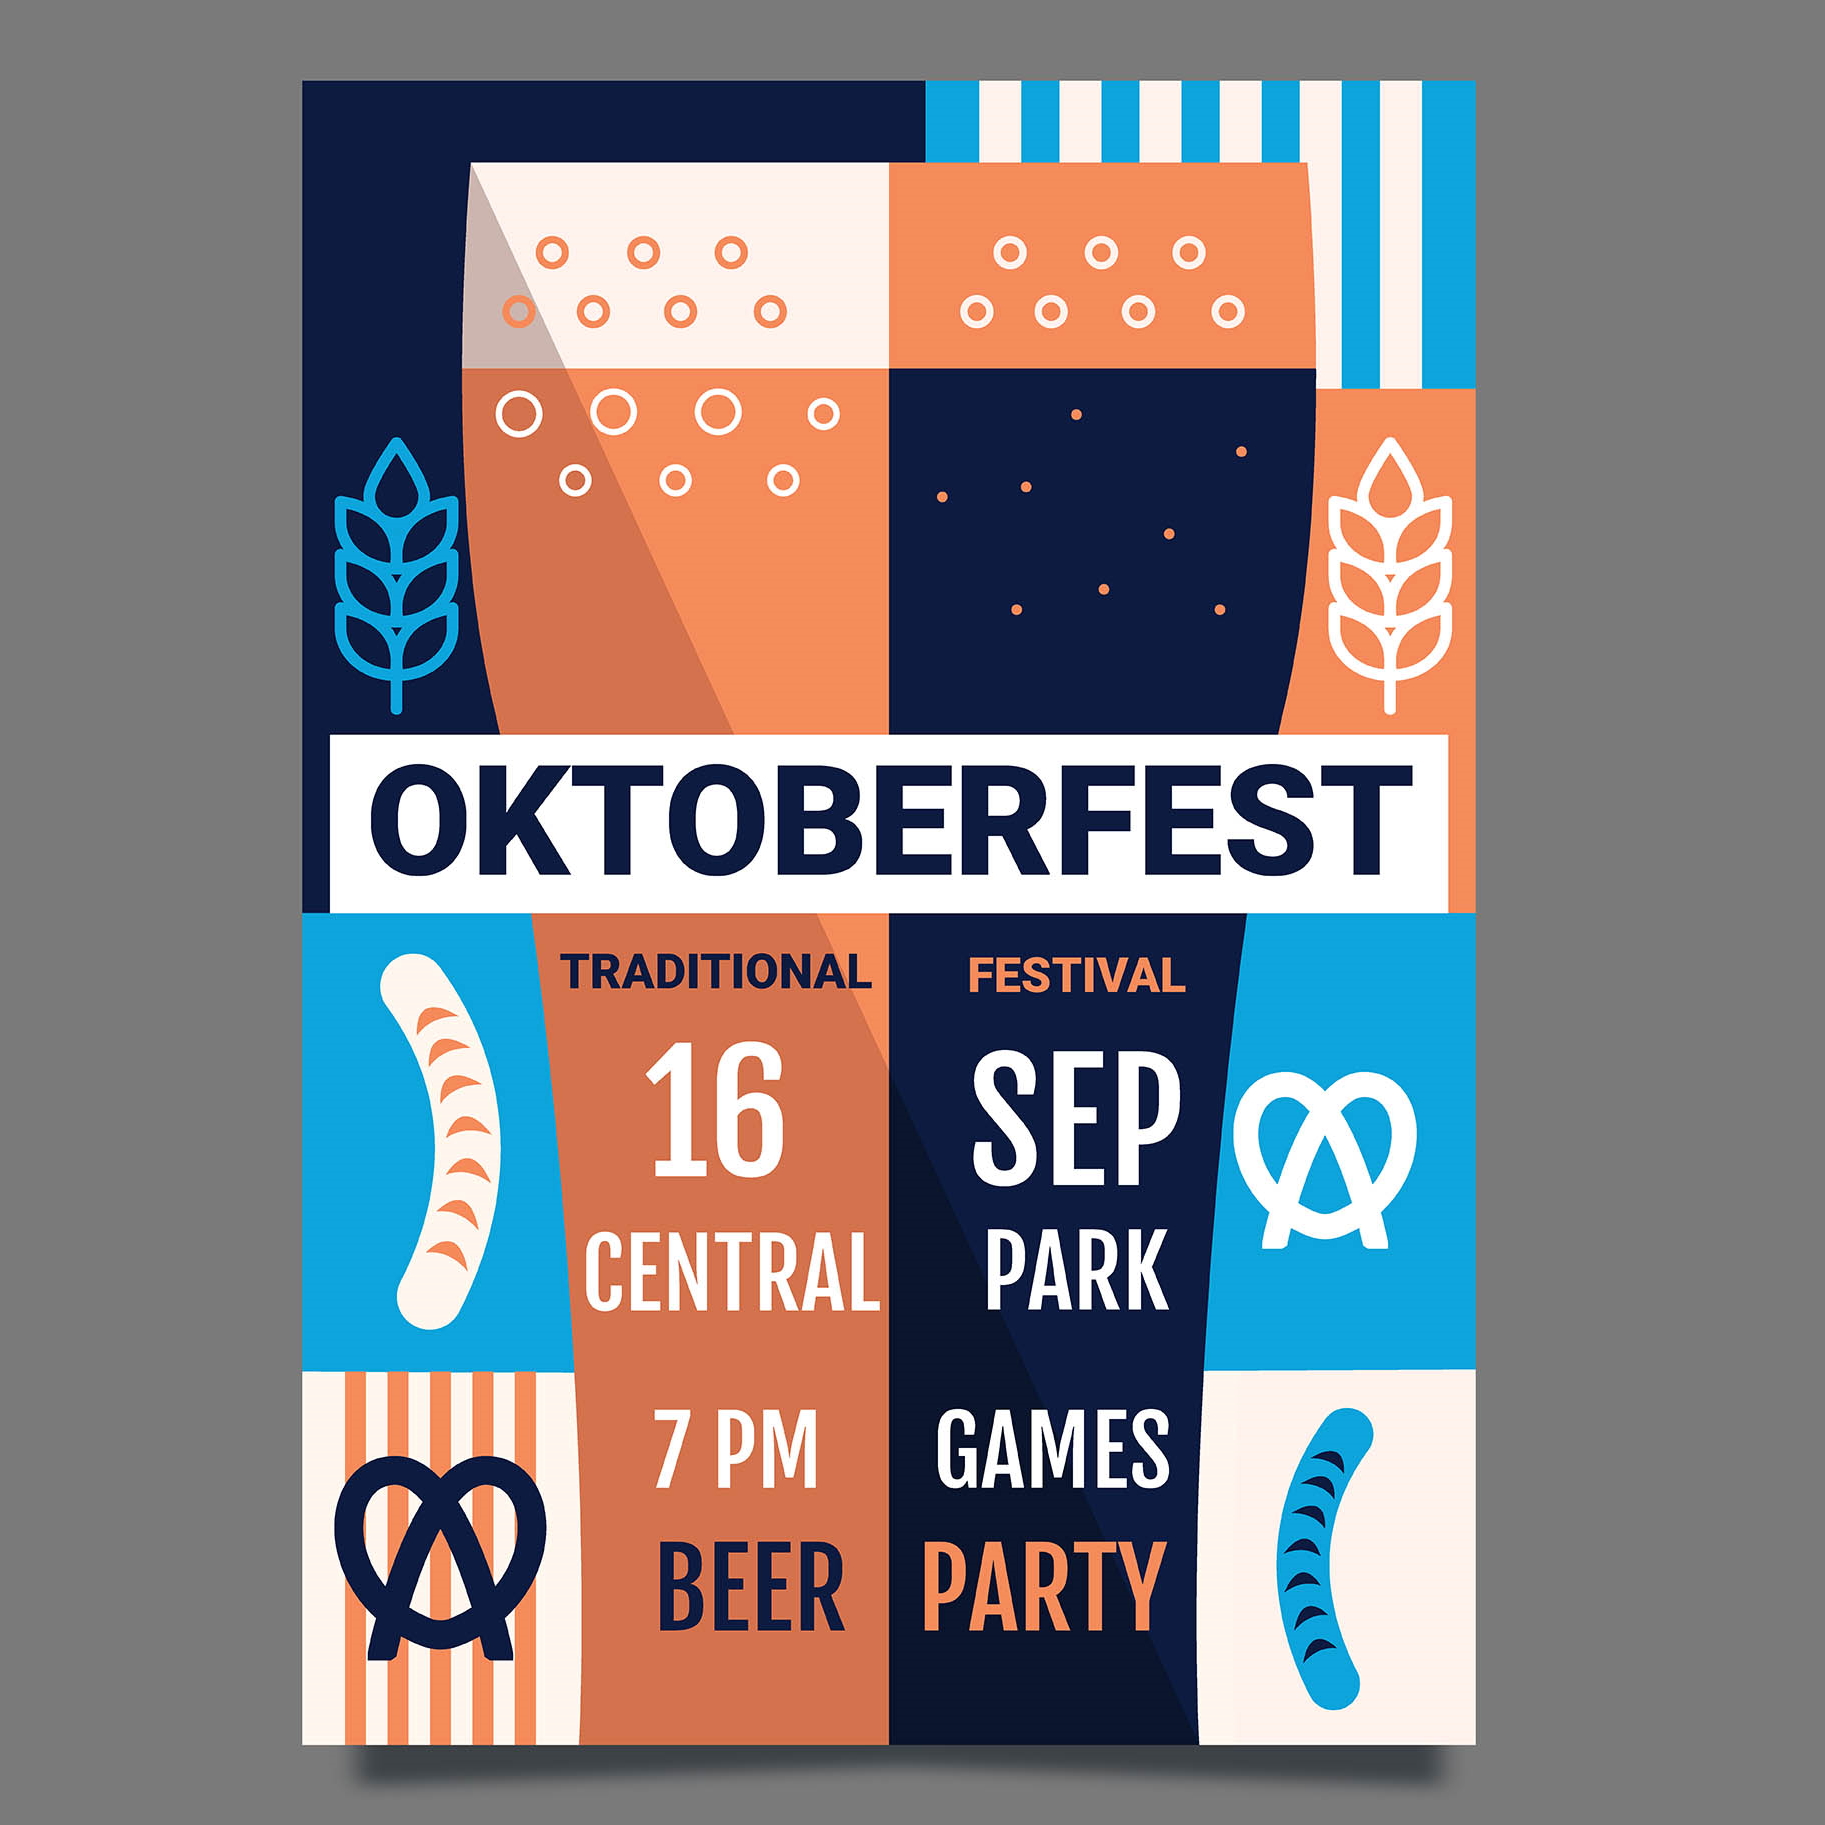 OKTOBERFEST
TRADITIONAL FESTIVAL
16 SEP
CENTRAL PARK
7 PM GAMES
BEER PARTY